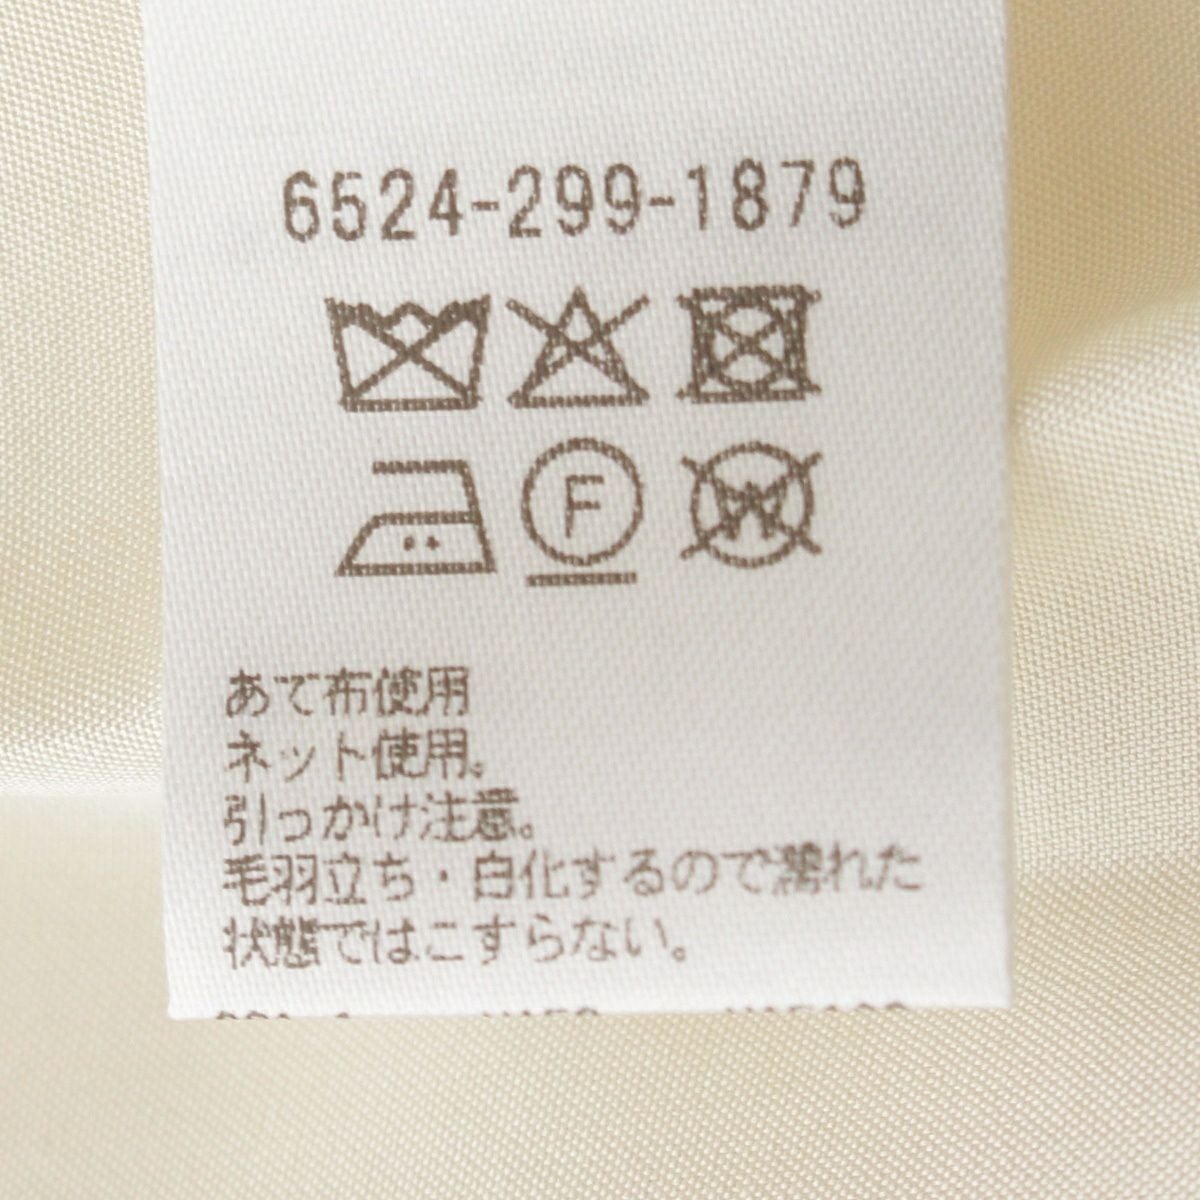 6524-299-1879
F
W
あて布使用
ネット使用。
引っかけ注意。
毛羽立ち・白化するので濡れた
状態ではこすらない。